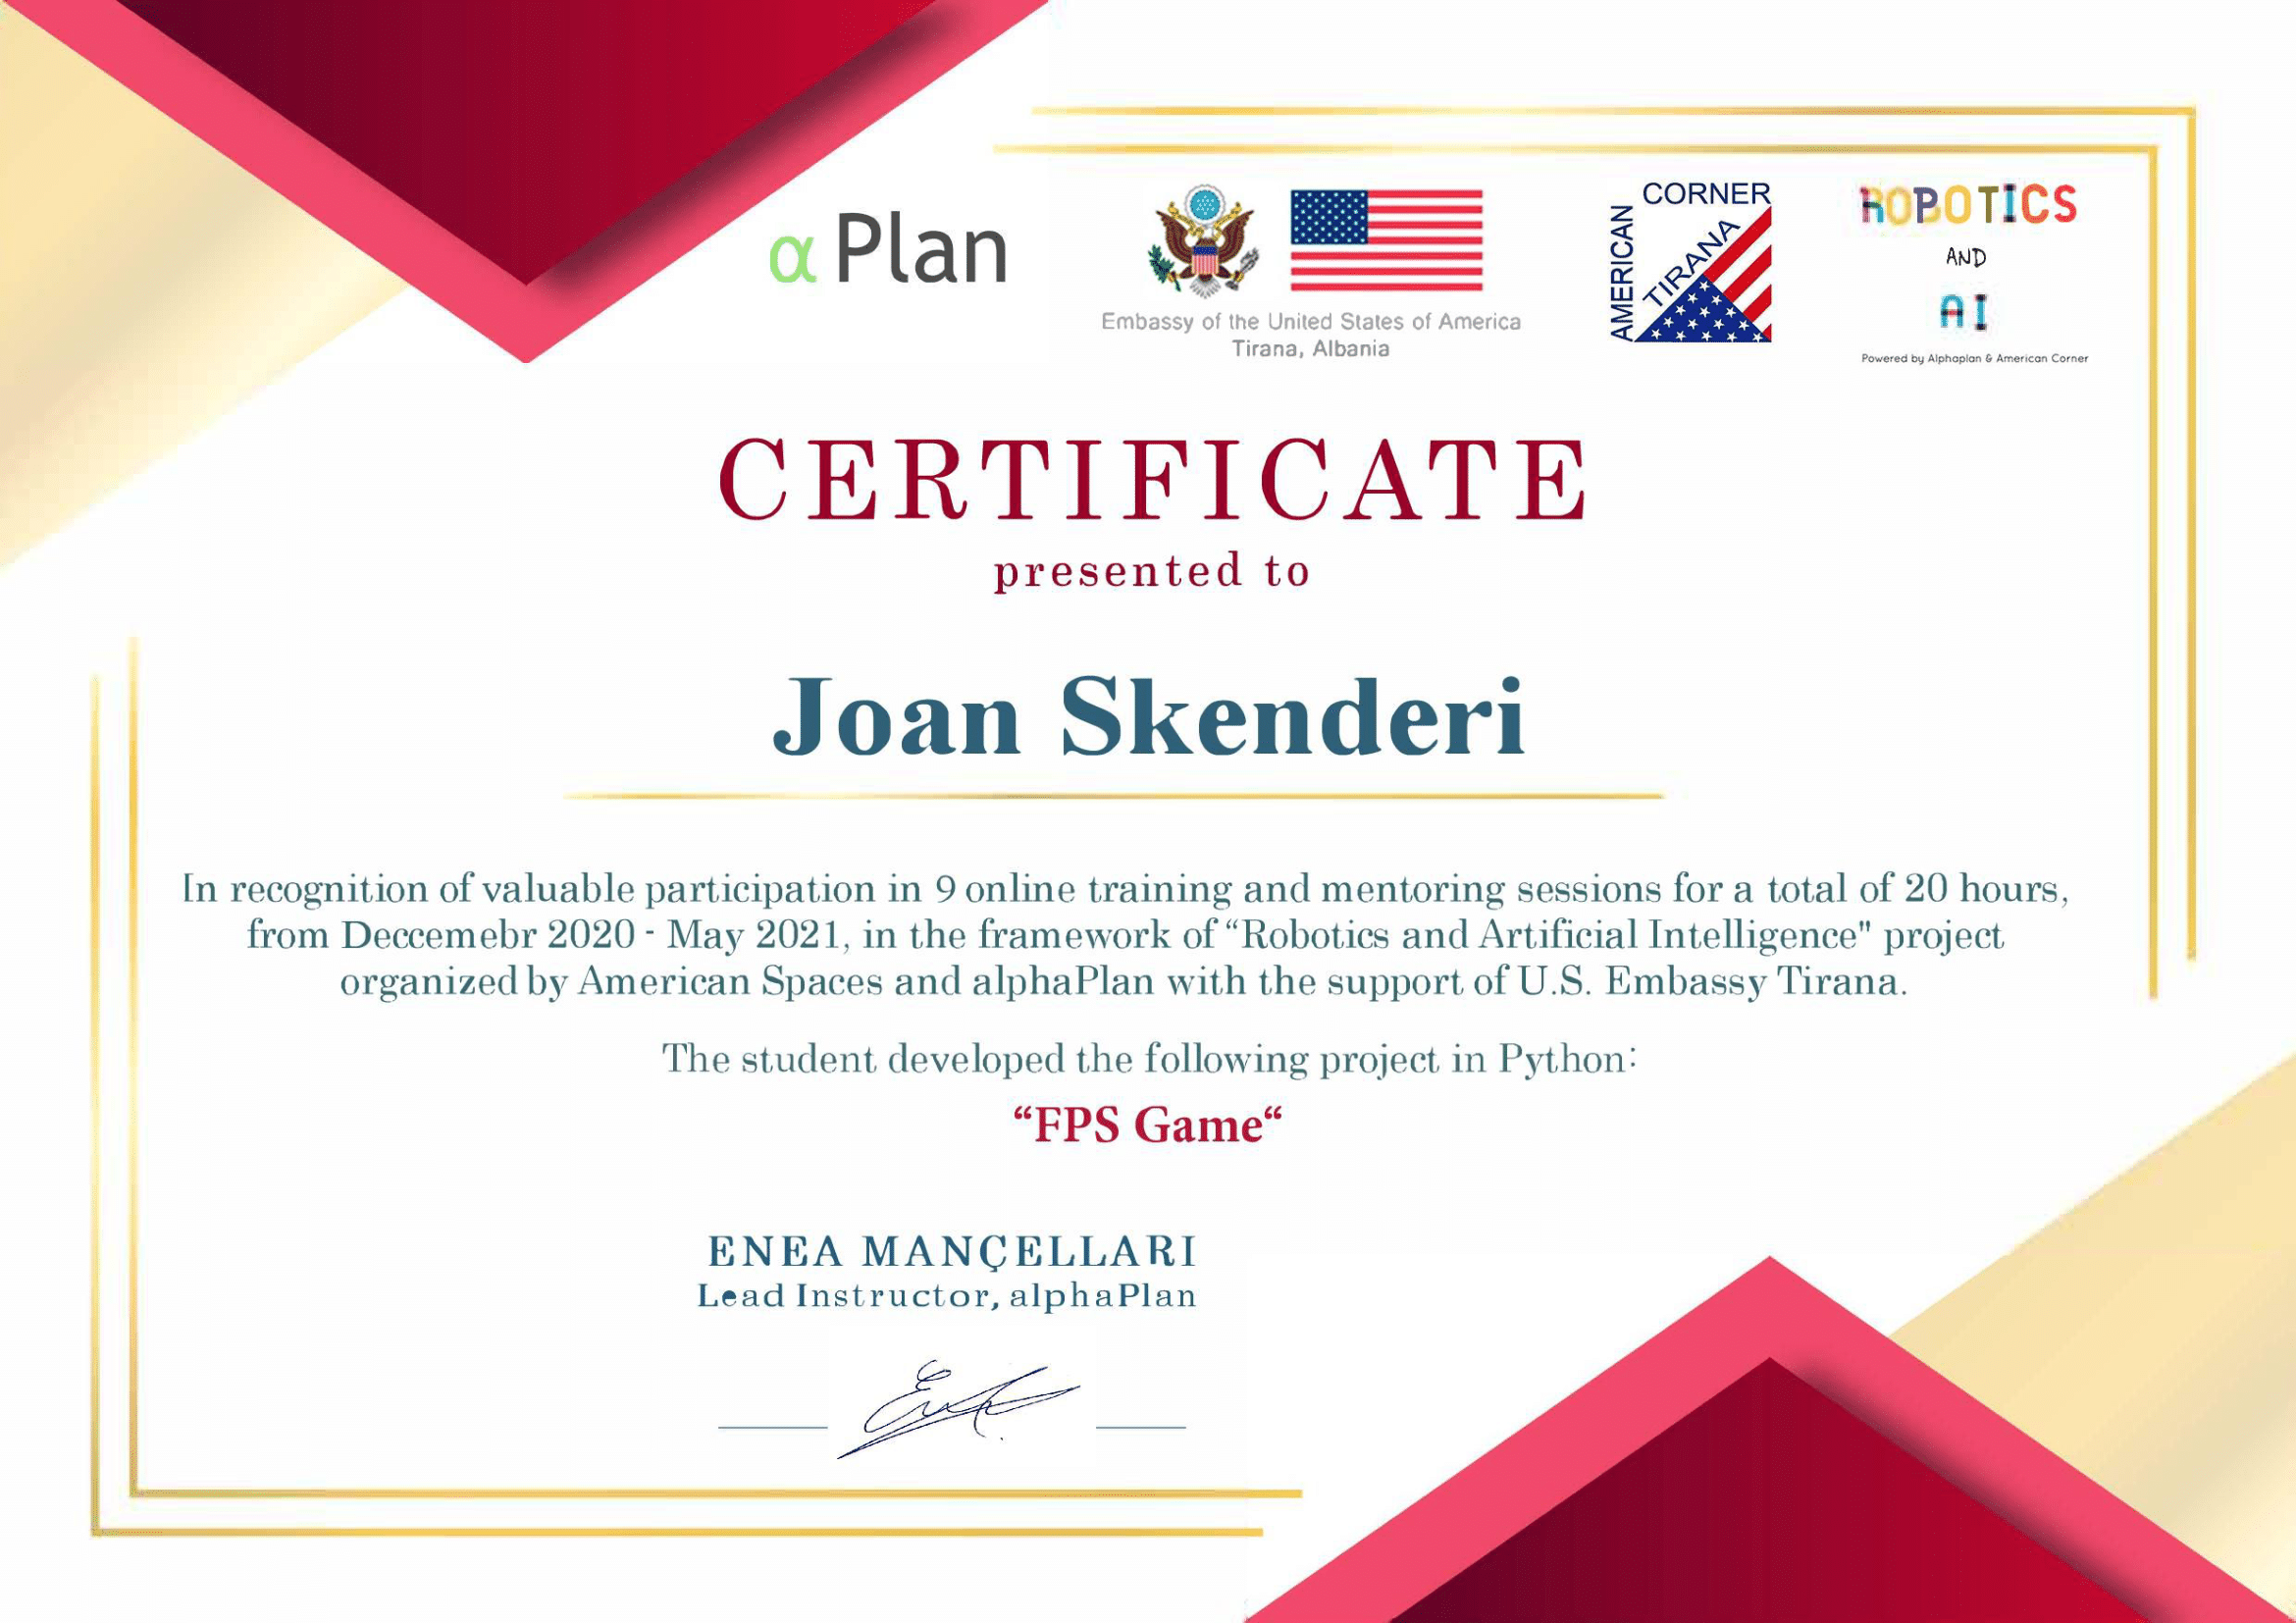 α Plan
Embassy of the United States of America
Tirana, Albania
AMERICAN
CORNER
TIRANA
ROBOTICS
AND
AI
Powered by Alphaplan & American Corner
CERTIFICATE
presented to
Joan Skenderi
In recognition of valuable participation in 9 online training and mentoring sessions for a total of 20 hours,
from Deccemebr 2020 - May 2021, in the framework of “Robotics and Artificial Intelligence" project
organized by American Spaces and alphaPlan with the support of U.S. Embassy Tirana.
The student developed the following project in Python:
“FPS Game“
ENEA MANÇELLARI
Lead Instructor, alphaPlan